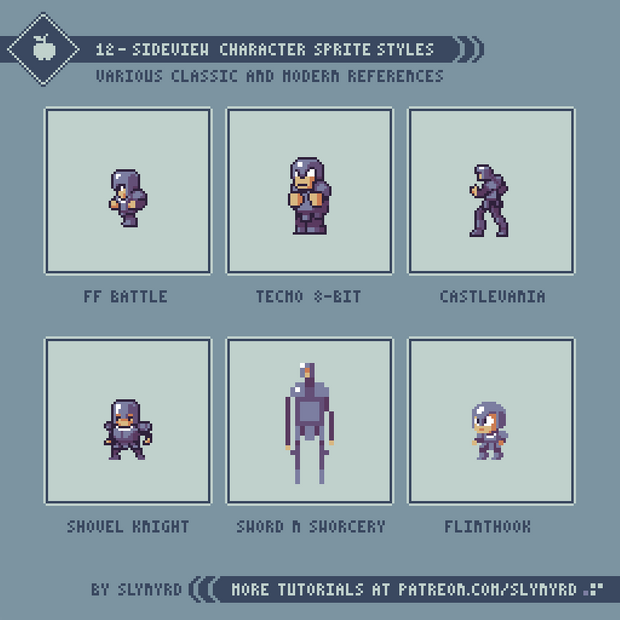 12- SIDEVIEW CHARACTER SPRITE STYLES
VARIOUS CLASSIC AND MODERN REFERENCES
FF BATTLE
TECMO 8-BIT
CASTLEVANIA
SHOVEL KNIGHT
SWORD N SWORCERY
FLINTHOOK
BY SLYNYRD
MORE TUTORIALS AT PATREON.COM/SLYNYRD